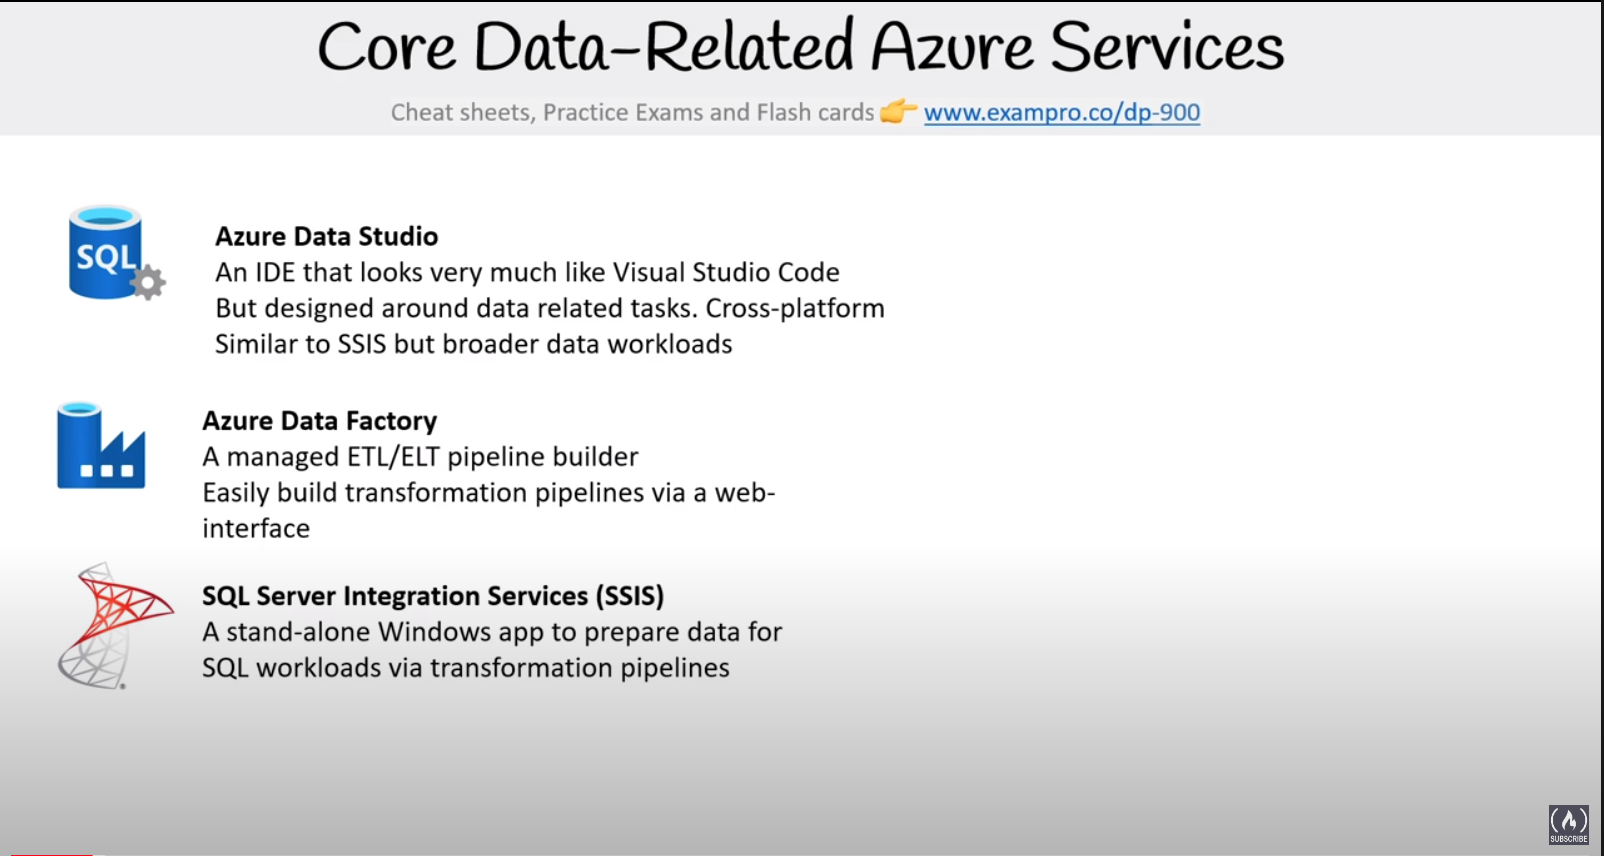 Core Data-Related Azure Services
Cheat sheets, Practice Exams and Flash cards 👉 www.exampro.co/dp-900
SQL
Azure Data Studio
An IDE that looks very much like Visual Studio Code
But designed around data related tasks. Cross-platform
Similar to SSIS but broader data workloads
Azure Data Factory
A managed ETL/ELT pipeline builder
Easily build transformation pipelines via a web-
interface
SQL Server Integration Services (SSIS)
A stand-alone Windows app to prepare data for
SQL workloads via transformation pipelines
SUBSCRIBE